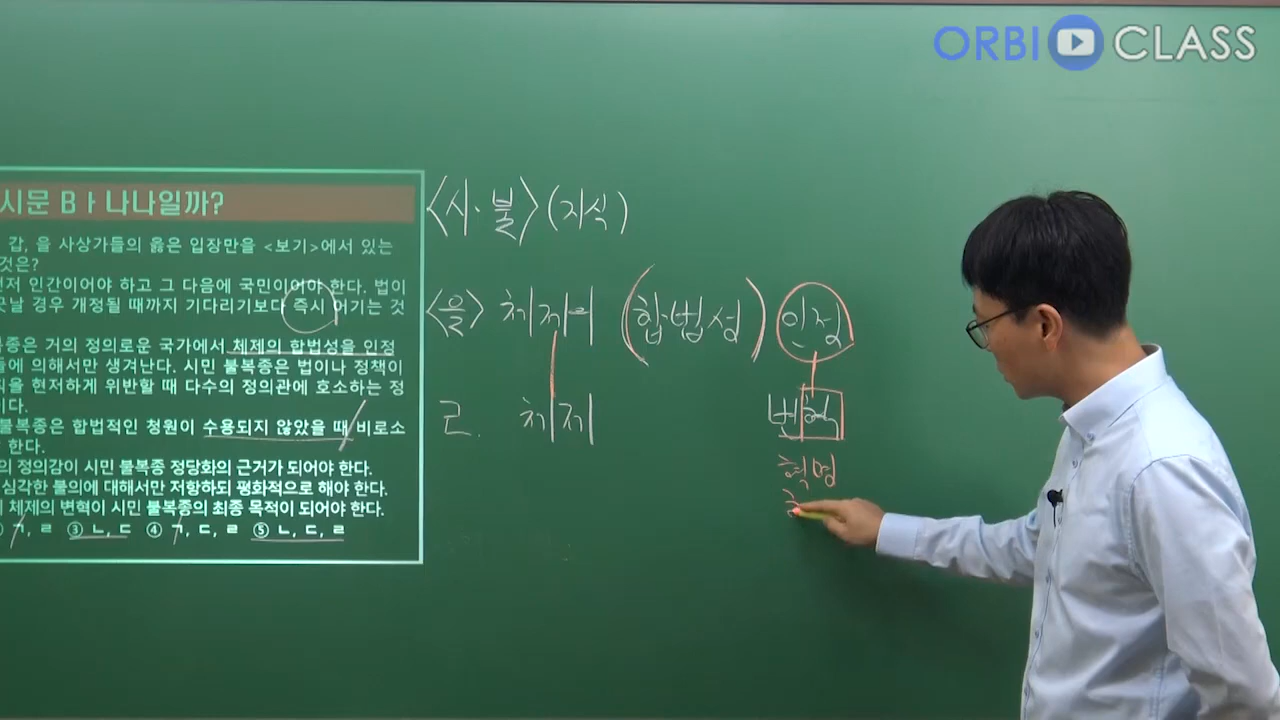 ORBI CLASS
시문 Bㅏ나나일까?
갑, 을 사상가들의 옳은 입장만을 <보기>에서 있는
것은?
먼저 인간이어야 하고 그 다음에 국민이어야 한다. 법이
긋날 경우 개정될 때까지 기다리기보다 즉시 어기는 것
복종은 거의 정의로운 국가에서 체제의 합법성을 인정
들에 의해서만 생겨난다. 시민 불복종은 법이나 정책이
칙을 현저하게 위반할 때 다수의 정의관에 호소하는 정
이다.
불복종은 합법적인 청원이 수용되지 않았을 때 비로소
한다.
의 정의감이 시민 불복종 정당화의 근거가 되어야 한다.
심각한 불의에 대해서만 저항하되 평화적으로 해야 한다.
체제의 변혁이 시민 불복종의 최종 목적이 되어야 한다.
ㄱ, ㄹ ③ ㄴ, ㄷ ④ ㄱ, ㄷ, ㄹ ⑤ ㄴ, ㄷ, ㄹ
<시·불> (지식)
<을> 체제의 (합법성) 인정
ㄹ. 체제 변혁
혁명